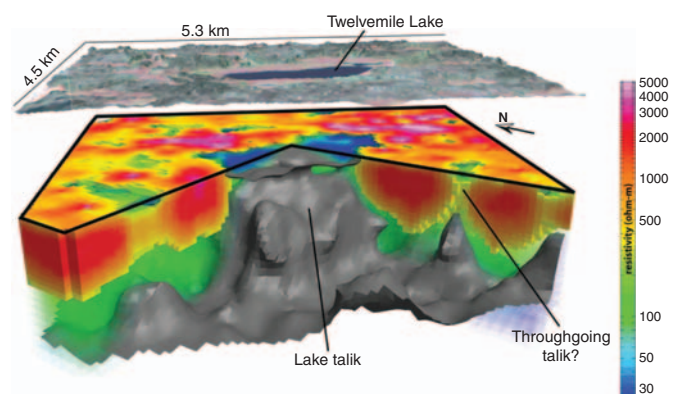 Twelvemile Lake
5.3 km
4.5 km
N
5000
4000
3000
2000
1000
500
100
50
30
resistivity (ohm-m)
Throughgoing
talik?
Lake talik